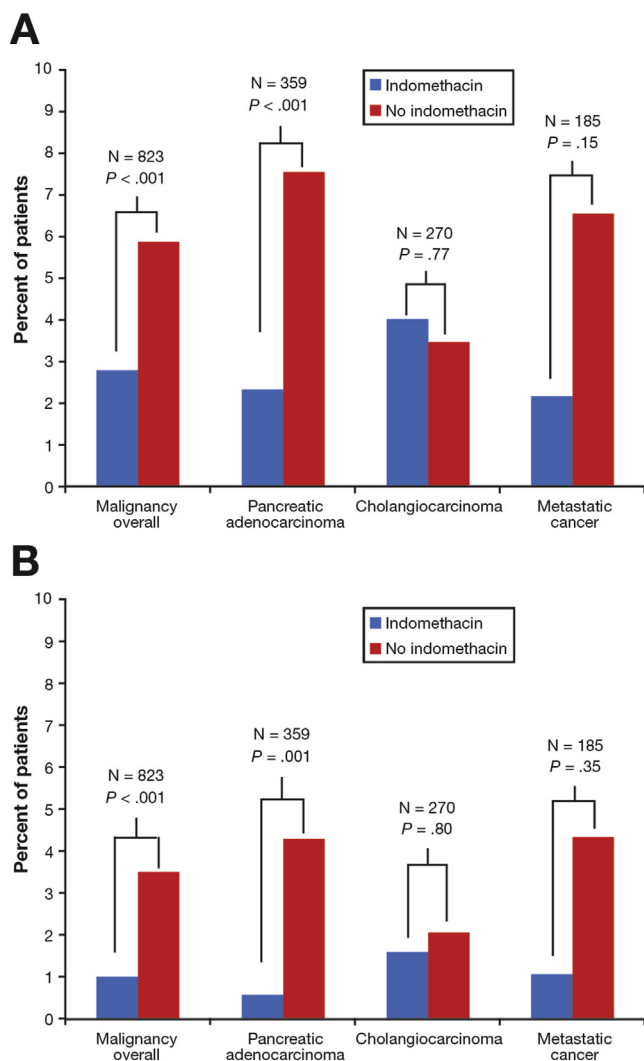 A
10
9
8
7
6
5
4
3
2
1
0
Percent of patients
Indomethacin
No indomethacin
N = 823
P < .001
N = 359
P < .001
N = 270
P = .77
N = 185
P = .15
Malignancy
overall
Pancreatic
adenocarcinoma
Cholangiocarcinoma
Metastatic
cancer
B
10
9
8
7
6
5
4
3
2
1
0
Percent of patients
Indomethacin
No indomethacin
N = 823
P < .001
N = 359
P = .001
N = 270
P = .80
N = 185
P = .35
Malignancy
overall
Pancreatic
adenocarcinoma
Cholangiocarcinoma
Metastatic
cancer